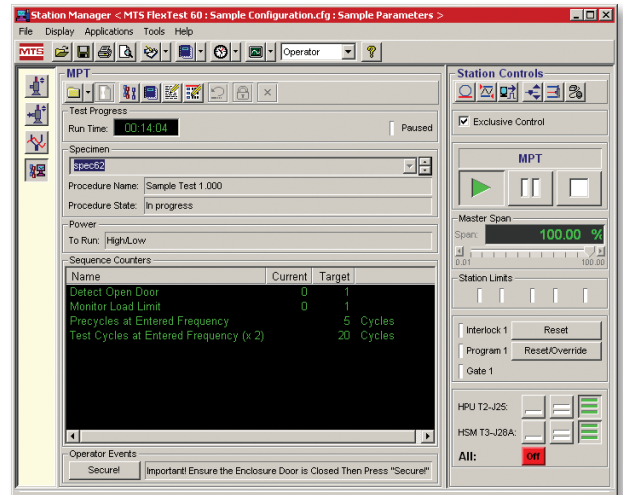 Station Manager < MTS FlexTest 60 : Sample Configuration.cfg : Sample Parameters >
File Display Applications Tools Help
MTS Operator
MPT
Test Progress
Run Time: 00:14:04 Paused
Specimen
spec62
Procedure Name: Sample Test 1.000
Procedure State: In progress
Power
To Run: High/Low
Sequence Counters
Name Current Target
Detect Open Door 0 1
Monitor Load Limit 0 1
Precycles at Entered Frequency 5 Cycles
Test Cycles at Entered Frequency (x 2) 20 Cycles
Operator Events
Secure! Important! Ensure the Enclosure Door is Closed Then Press "Secure!"
Station Controls
Exclusive Control
MPT
Master Span
Span: 100.00 %
0.01 100.00
Station Limits
Interlock 1 Reset
Program 1 Reset/Override
Gate 1
HPU T2-J25:
HSM T3-J28A:
All: Off